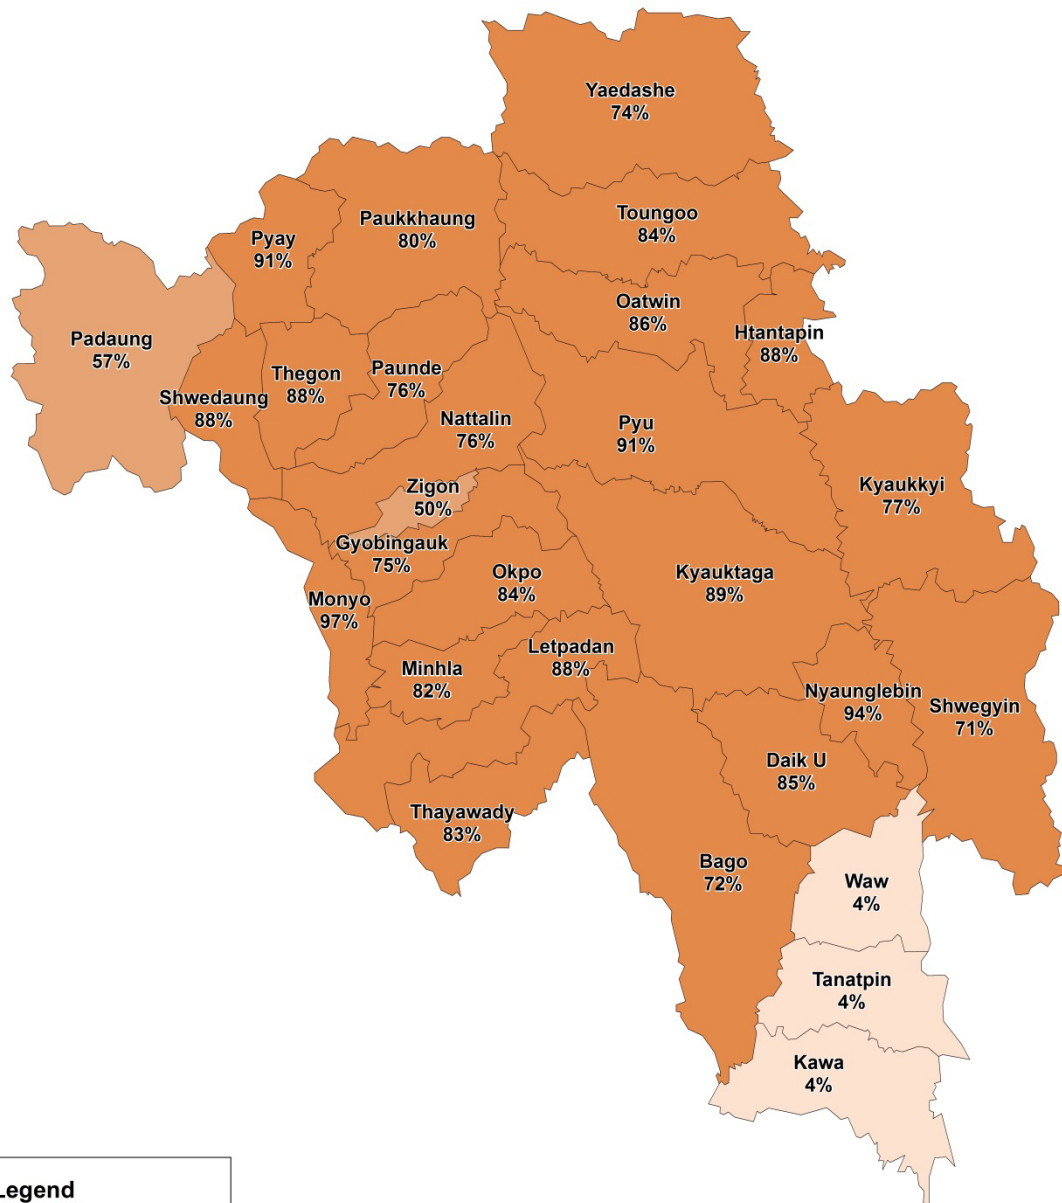 Yaedashe
74%
Toungoo
84%
Paukkhaung
80%
Pyay
91%
Oatwin
86%
Htantapin
88%
Padaung
57%
Shwedaung
88%
Thegon
88%
Paunde
76%
Nattalin
76%
Pyu
91%
Kyaukkyi
77%
Zigon
50%
Gyobingauk
75%
Okpo
84%
Kyauktaga
89%
Monyo
97%
Minhla
82%
Letpadan
88%
Nyaunglebin
94%
Shwegyin
71%
Daik U
85%
Thayawady
83%
Bago
72%
Waw
4%
Tanatpin
4%
Kawa
4%
Legend